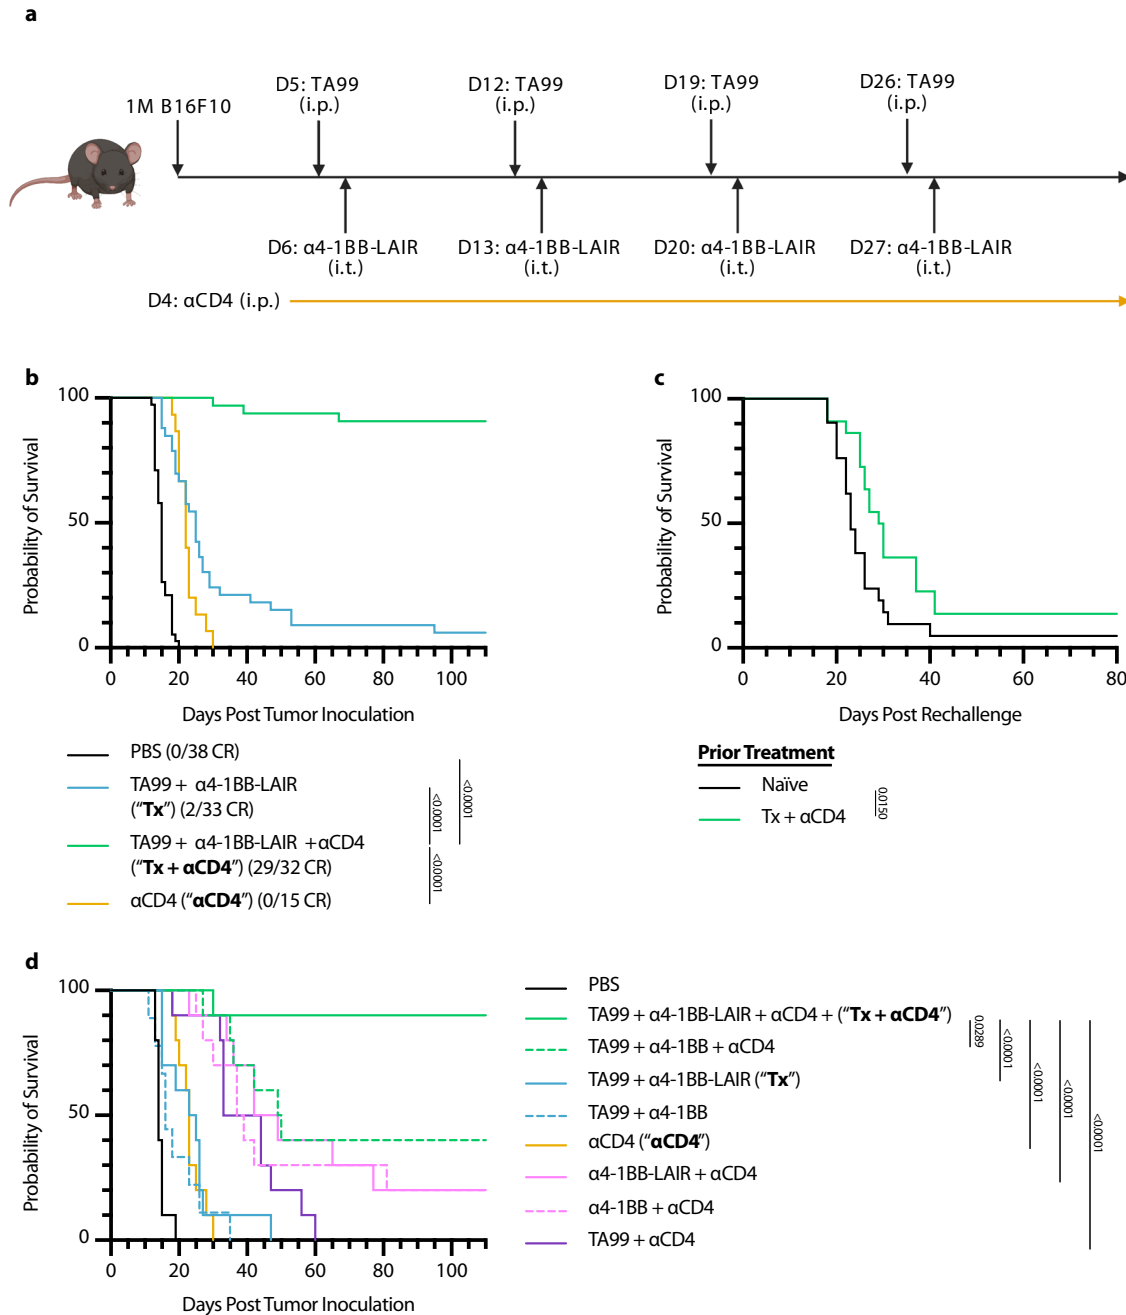 a
1M B16F10
D5: TA99
(i.p.)
D12: TA99
(i.p.)
D19: TA99
(i.p.)
D26: TA99
(i.p.)
D6: α4-1BB-LAIR
(i.t.)
D13: α4-1BB-LAIR
(i.t.)
D20: α4-1BB-LAIR
(i.t.)
D27: α4-1BB-LAIR
(i.t.)
D4: αCD4 (i.p.)
b
Probability of Survival
100
50
0
0 20 40 60 80 100
Days Post Tumor Inoculation
PBS (0/38 CR)
TA99 + α4-1BB-LAIR
("Tx") (2/33 CR)
TA99 + α4-1BB-LAIR +αCD4
("Tx + αCD4") (29/32 CR)
αCD4 ("αCD4") (0/15 CR)
<0.0001
<0.0001
<0.0001
c
Probability of Survival
100
50
0
0 20 40 60 80
Days Post Rechallenge
Prior Treatment
Naïve
Tx + αCD4
0.0150
d
Probability of Survival
100
50
0
0 20 40 60 80 100
Days Post Tumor Inoculation
PBS
TA99 + α4-1BB-LAIR + αCD4 + ("Tx + αCD4")
TA99 + α4-1BB + αCD4
TA99 + α4-1BB-LAIR ("Tx")
TA99 + α4-1BB
αCD4 ("αCD4")
α4-1BB-LAIR + αCD4
α4-1BB + αCD4
TA99 + αCD4
0.0289
<0.0001
<0.0001
<0.0001
<0.0001